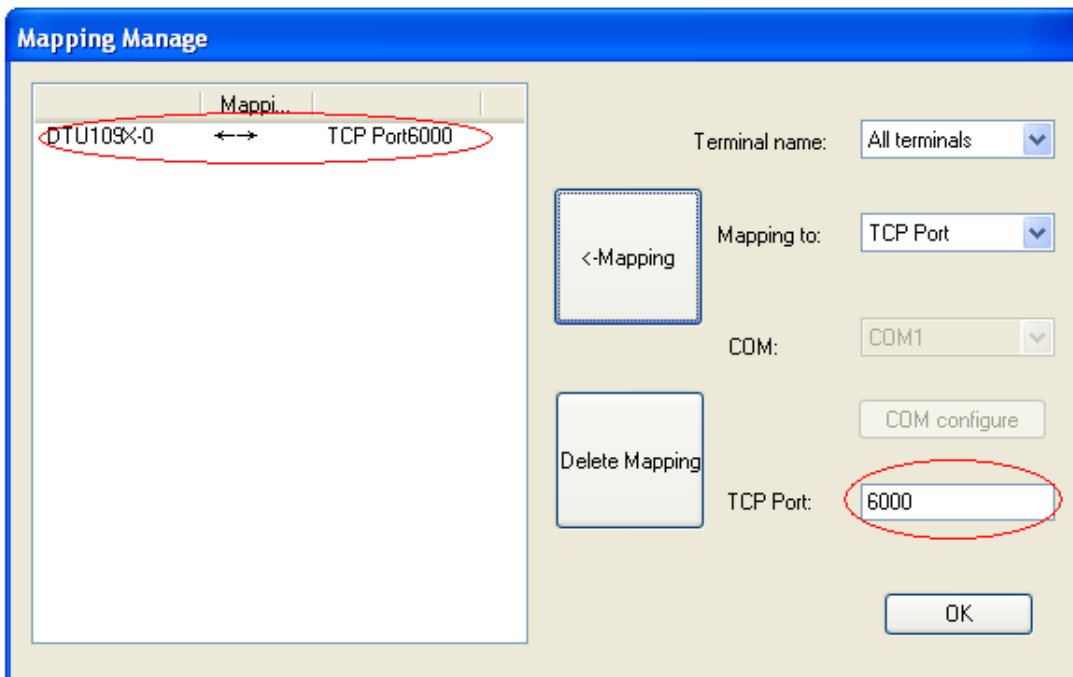 Mapping Manage
Mappi...
DTU109X-0 ←→ TCP Port6000
Terminal name: All terminals
<-Mapping
Mapping to: TCP Port
COM: COM1
COM configure
Delete Mapping
TCP Port: 6000
OK